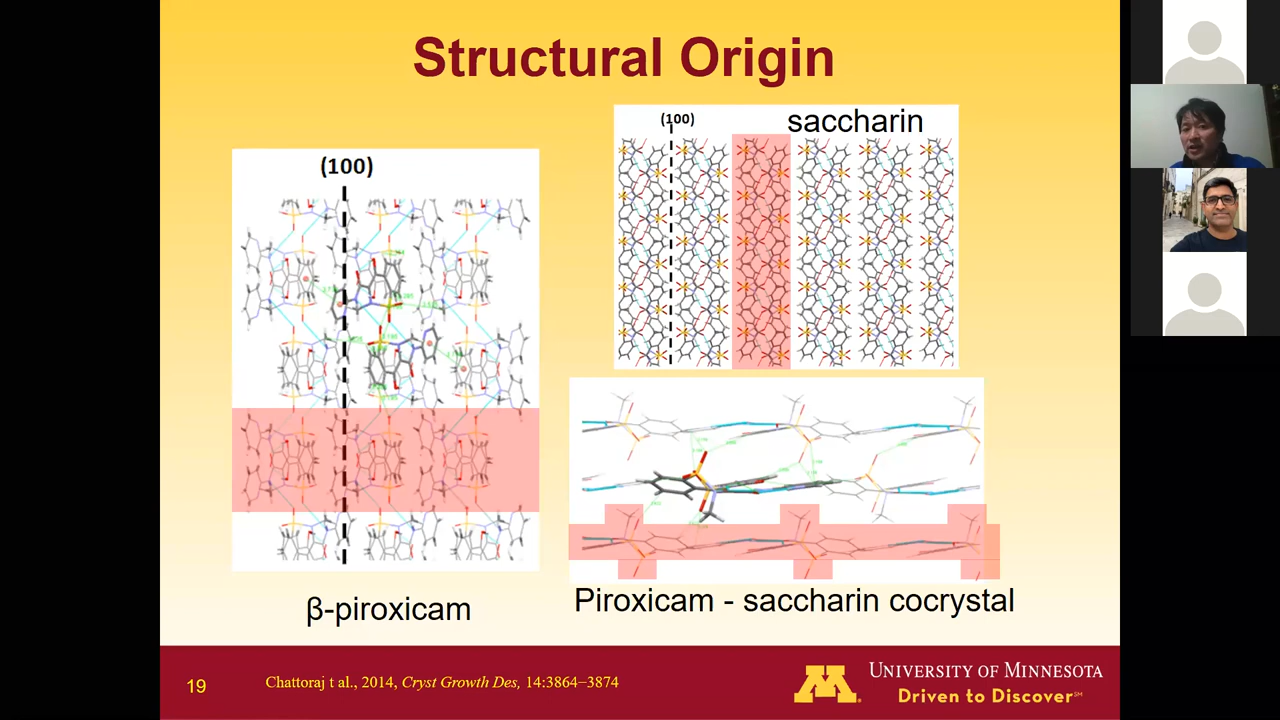 Structural Origin
(100)
β-piroxicam
(100)
saccharin
Piroxicam - saccharin cocrystal
19
Chattoraj t al., 2014, Cryst Growth Des, 14:3864−3874
UNIVERSITY OF MINNESOTA
Driven to Discover℠